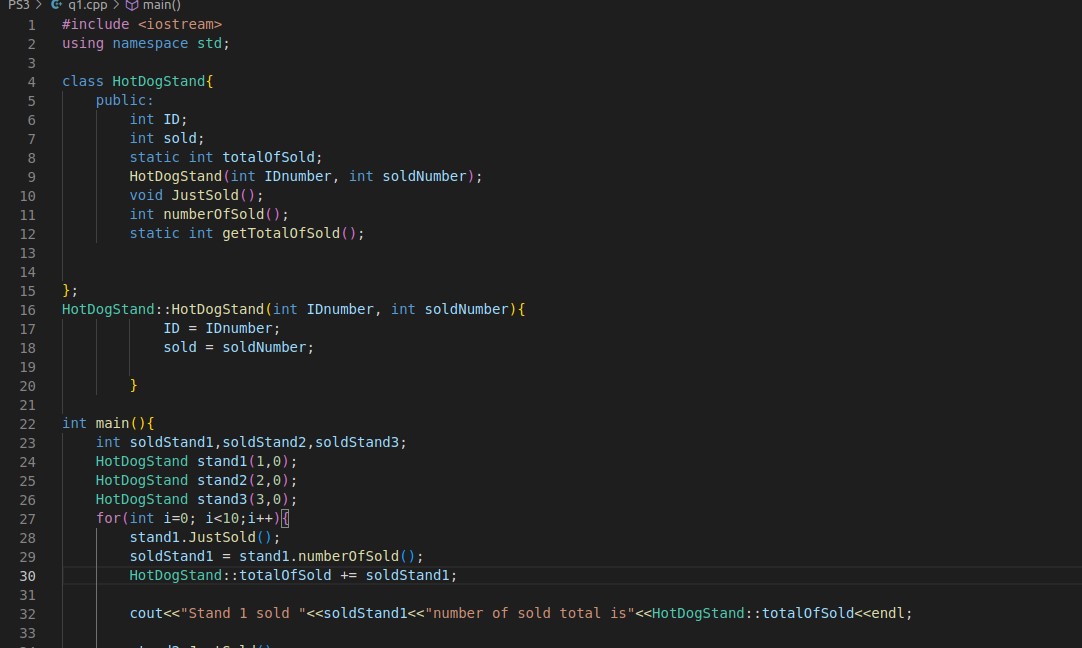 PS3 > q1.cpp > main()
1 #include <iostream>
2 using namespace std;
3
4 class HotDogStand{
5 public:
6 int ID;
7 int sold;
8 static int totalOfSold;
9 HotDogStand(int IDnumber, int soldNumber);
10 void JustSold();
11 int numberOfSold();
12 static int getTotalOfSold();
13
14
15 };
16 HotDogStand::HotDogStand(int IDnumber, int soldNumber){
17 ID = IDnumber;
18 sold = soldNumber;
19
20 }
21
22 int main(){
23 int soldStand1,soldStand2,soldStand3;
24 HotDogStand stand1(1,0);
25 HotDogStand stand2(2,0);
26 HotDogStand stand3(3,0);
27 for(int i=0; i<10;i++){
28 stand1.JustSold();
29 soldStand1 = stand1.numberOfSold();
30 HotDogStand::totalOfSold += soldStand1;
31
32 cout<<"Stand 1 sold "<<soldStand1<<"number of sold total is"<<HotDogStand::totalOfSold<<endl;
33